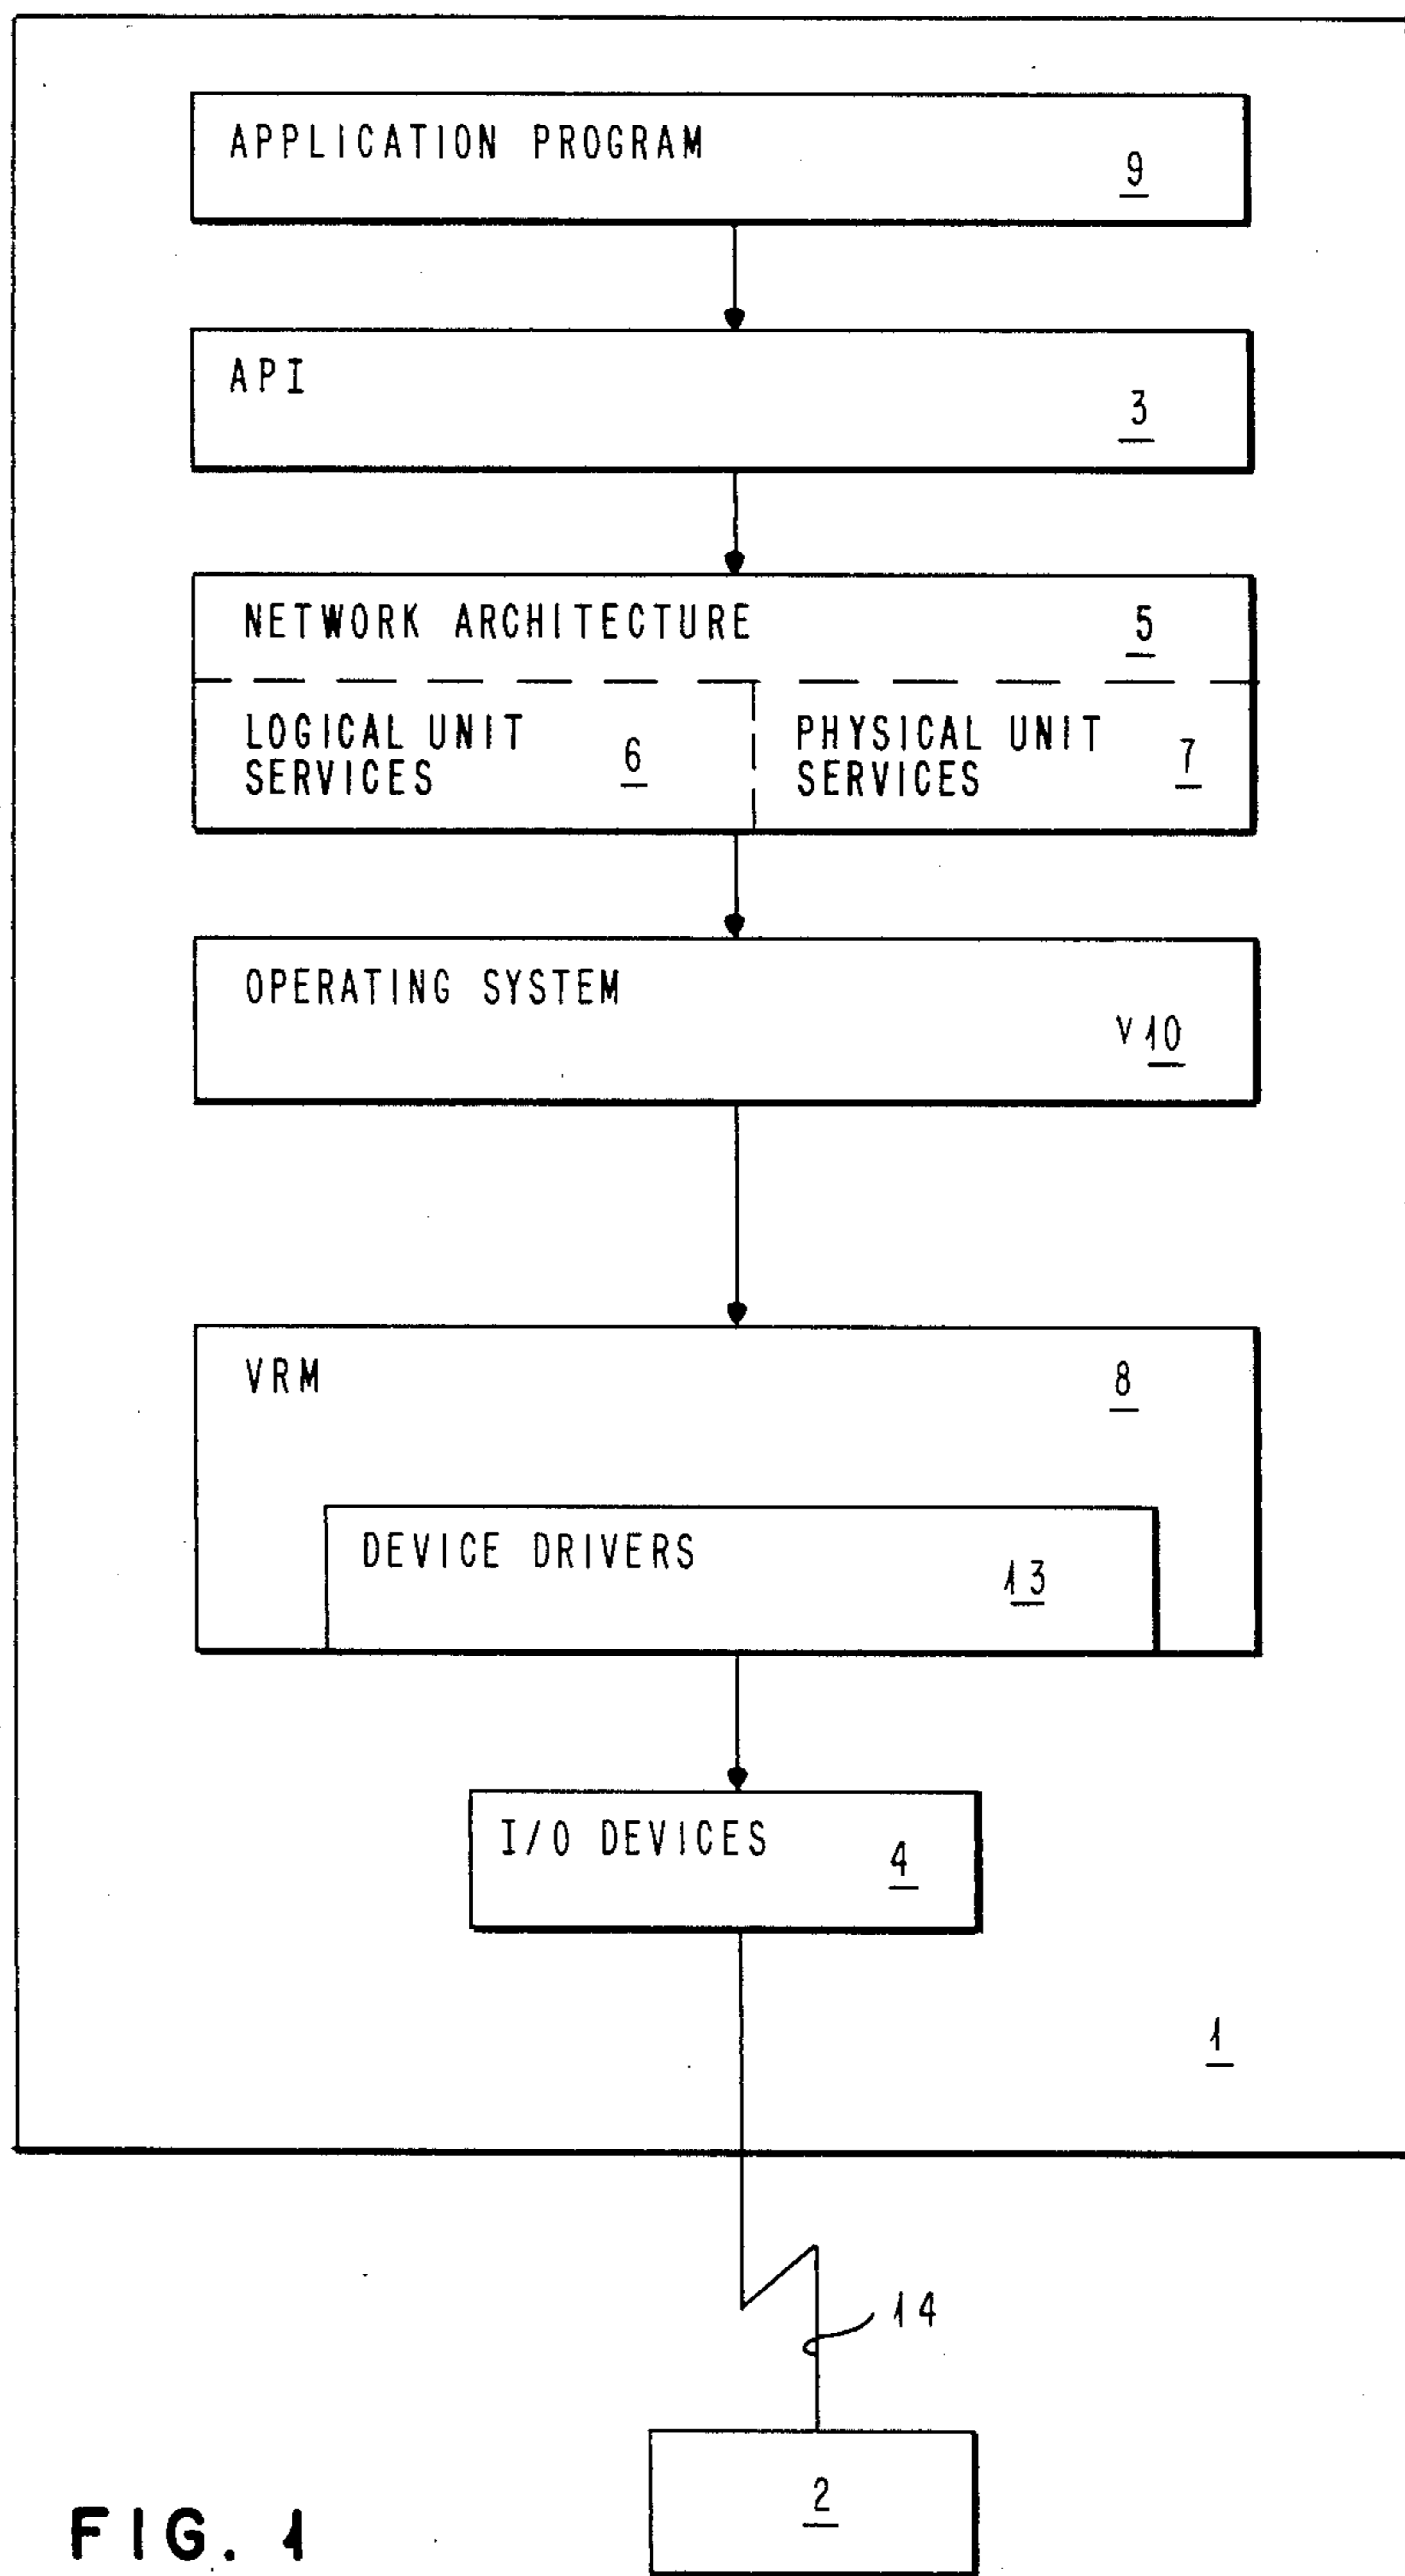 APPLICATION PROGRAM
9
API
3
NETWORK ARCHITECTURE
5
LOGICAL UNIT
SERVICES
6
PHYSICAL UNIT
SERVICES
7
OPERATING SYSTEM
v 10
VRM
8
DEVICE DRIVERS
13
I/O DEVICES
4
1
14
2
FIG. 1